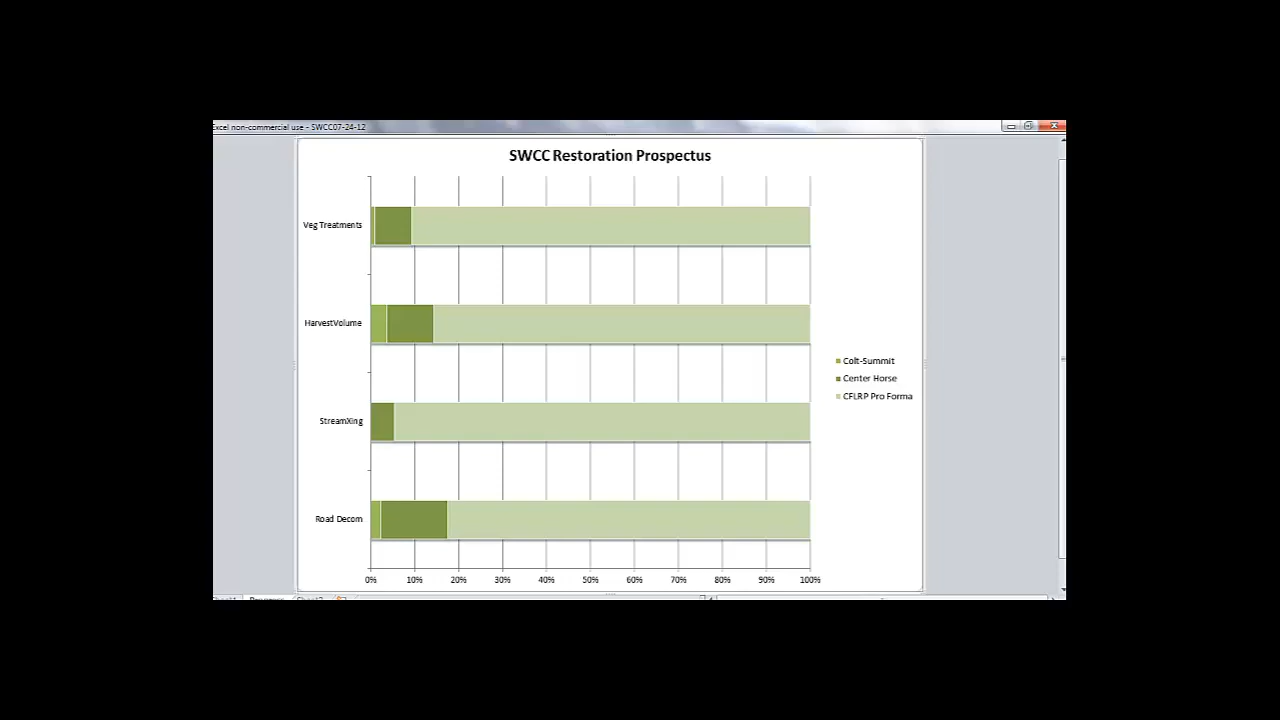 Excel non-commercial use - SWCC07-24-12
SWCC Restoration Prospectus
Veg Treatments
HarvestVolume
StreamXing
Road Decom
Colt-Summit
Center Horse
CFLRP Pro Forma
0% 10% 20% 30% 40% 50% 60% 70% 80% 90% 100%